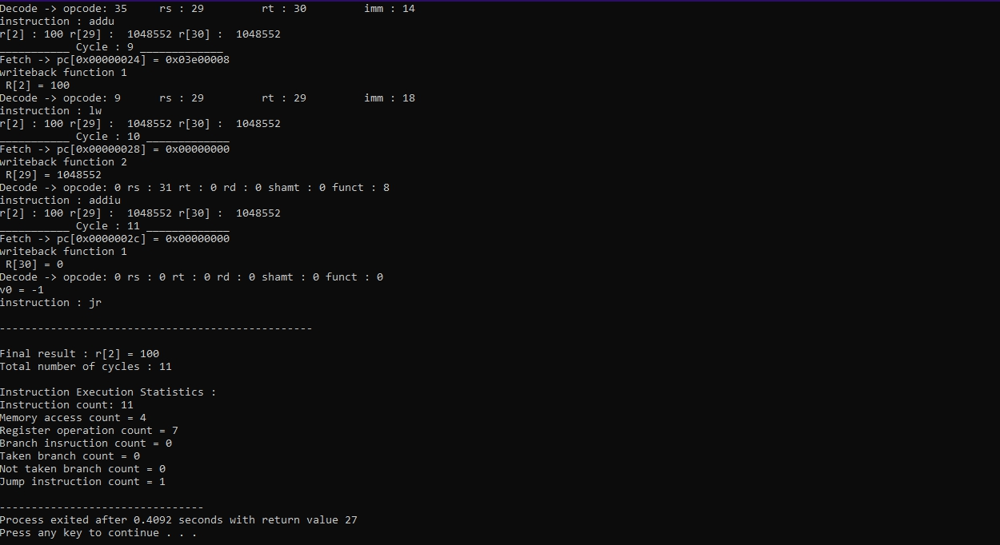 Decode -> opcode: 35     rs : 29         rt : 30         imm : 14
instruction : addu
r[2] : 100 r[29] :  1048552 r[30] :  1048552
___________ Cycle : 9 _____________
Fetch -> pc[0x00000024] = 0x03e00008
writeback function 1
 R[2] = 100
Decode -> opcode: 9      rs : 29         rt : 29         imm : 18
instruction : lw
r[2] : 100 r[29] :  1048552 r[30] :  1048552
___________ Cycle : 10 _____________
Fetch -> pc[0x00000028] = 0x00000000
writeback function 2
 R[29] = 1048552
Decode -> opcode: 0 rs : 31 rt : 0 rd : 0 shamt : 0 funct : 8
instruction : addiu
r[2] : 100 r[29] :  1048552 r[30] :  1048552
___________ Cycle : 11 _____________
Fetch -> pc[0x0000002c] = 0x00000000
writeback function 1
 R[30] = 0
Decode -> opcode: 0 rs : 0 rt : 0 rd : 0 shamt : 0 funct : 0
v0 = -1
instruction : jr
-------------------------------------------------
Final result : r[2] = 100
Total number of cycles : 11
Instruction Execution Statistics :
Instruction count: 11
Memory access count = 4
Register operation count = 7
Branch insruction count = 0
Taken branch count = 0
Not taken branch count = 0
Jump instruction count = 1
--------------------------------
Process exited after 0.4092 seconds with return value 27
Press any key to continue . . .